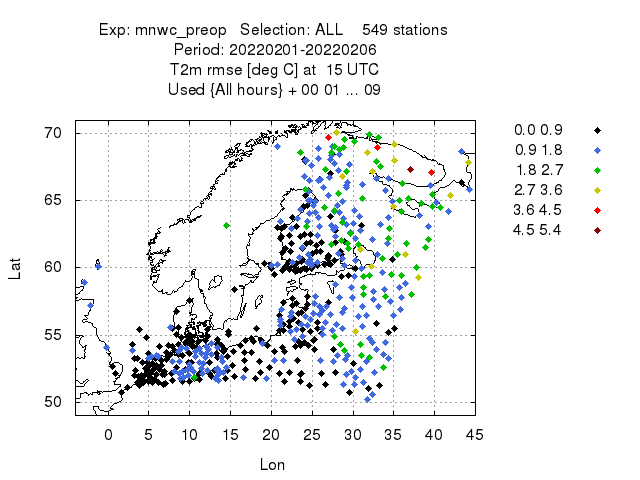 Exp: mnwc_preop   Selection: ALL    549 stations
Period: 20220201-20220206
T2m rmse [deg C] at  15 UTC
Used {All hours} + 00 01 ... 09
70
65
60
55
50
Lat
0 5 10 15 20 25 30 35 40 45
Lon
0.0 0.9
0.9 1.8
1.8 2.7
2.7 3.6
3.6 4.5
4.5 5.4